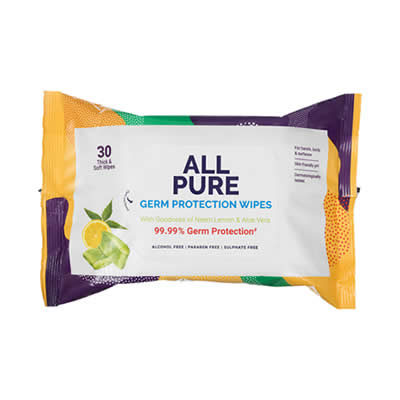 30
Thick &
Soft Wipes
ALL
PURE
GERM PROTECTION WIPES
With Goodness of Neem Lemon & Aloe Vera
99.99% Germ Protection#
ALCOHOL FREE | PARABEN FREE | SULPHATE FREE
For hands, body
& surfaces
Skin friendly pH
Dermatologically
tested